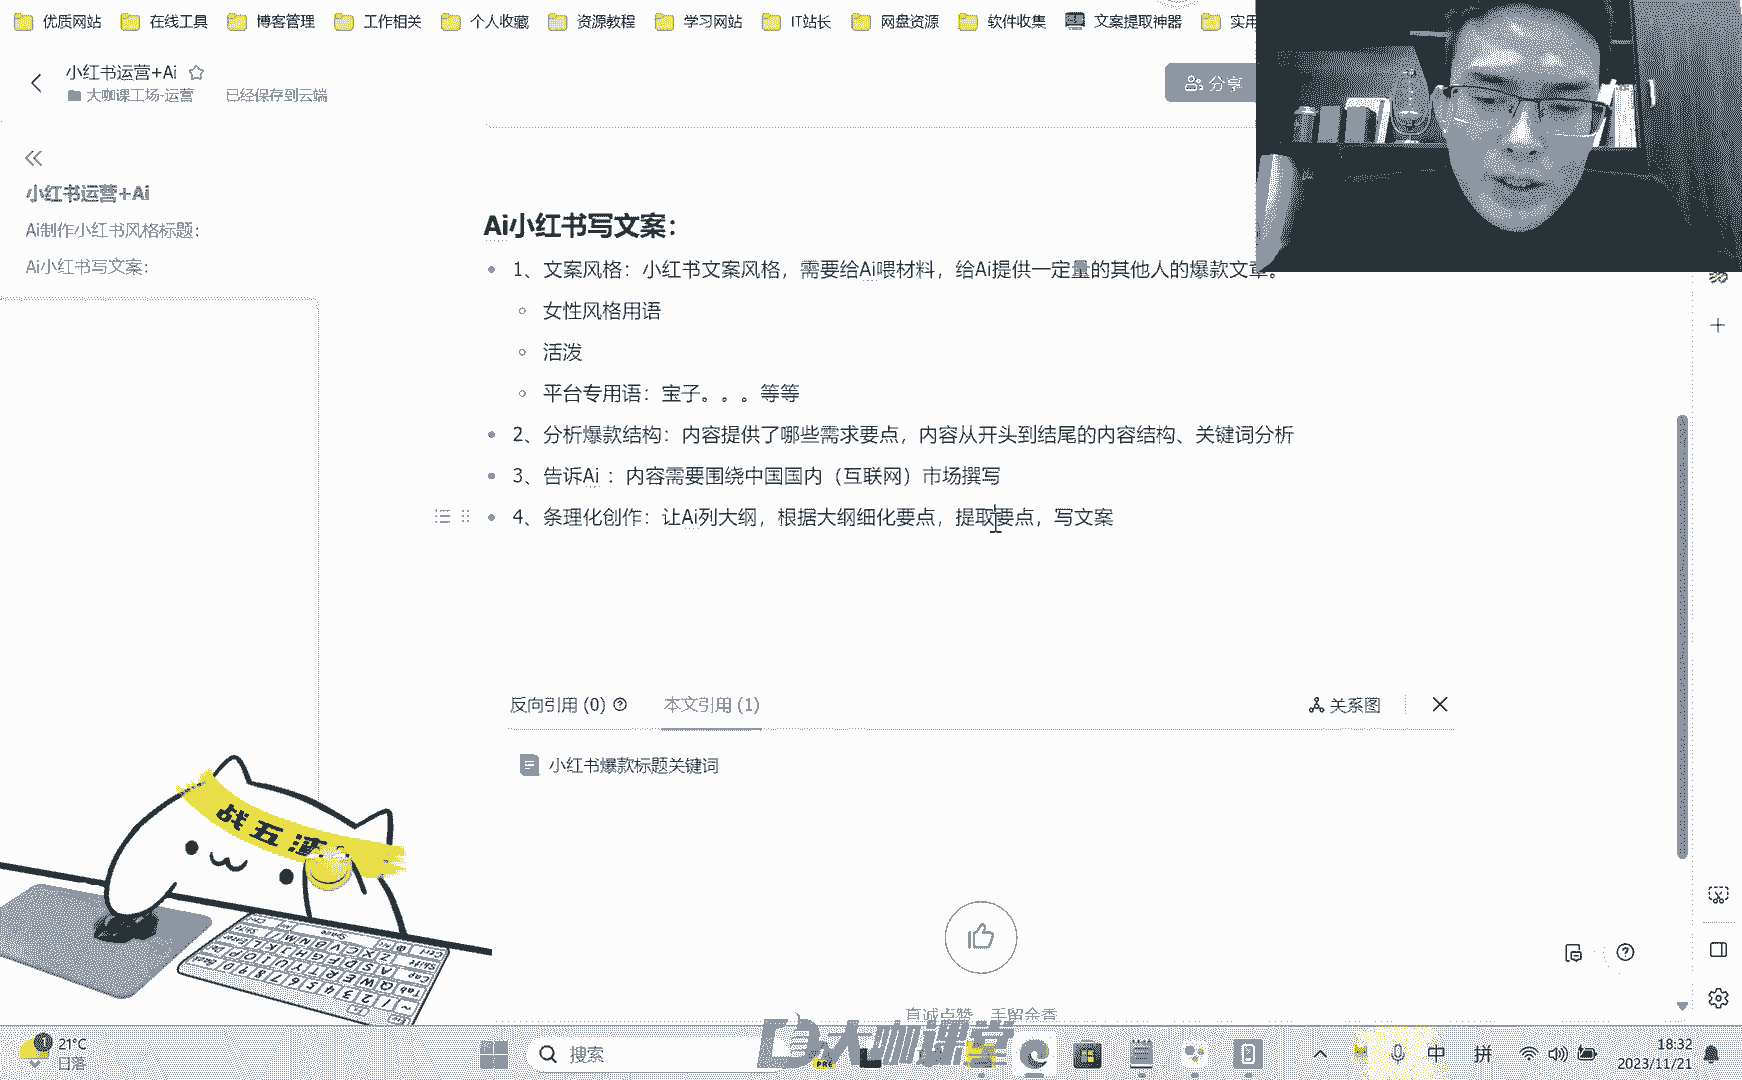 优质网站 在线工具 博客管理 工作相关 个人收藏 资源教程 学习网站 IT站长 网盘资源 软件收集 文案提取神器 实用
小红书运营+Ai
大咖课工场-运营 已经保存到云端
分享
小红书运营+Ai
Ai制作小红书风格标题：
Ai小红书写文案：
Ai小红书写文案：
1、文案风格：小红书文案风格，需要给Ai喂材料，给Ai提供一定量的其他人的爆款文章。
女性风格用语
活泼
平台专用语：宝子。。。等等
2、分析爆款结构：内容提供了哪些需求要点，内容从开头到结尾的内容结构、关键词分析
3、告诉Ai ：内容需要围绕中国国内（互联网）市场撰写
4、条理化创作：让Ai列大纲，根据大纲细化要点，提取要点，写文案
反向引用 (0) 本文引用 (1) 关系图
小红书爆款标题关键词
战五渣
真诚点赞，手留余香
大咖课堂
1
21°C
日落
搜索
PRE
中 拼
18:32
2023/11/21